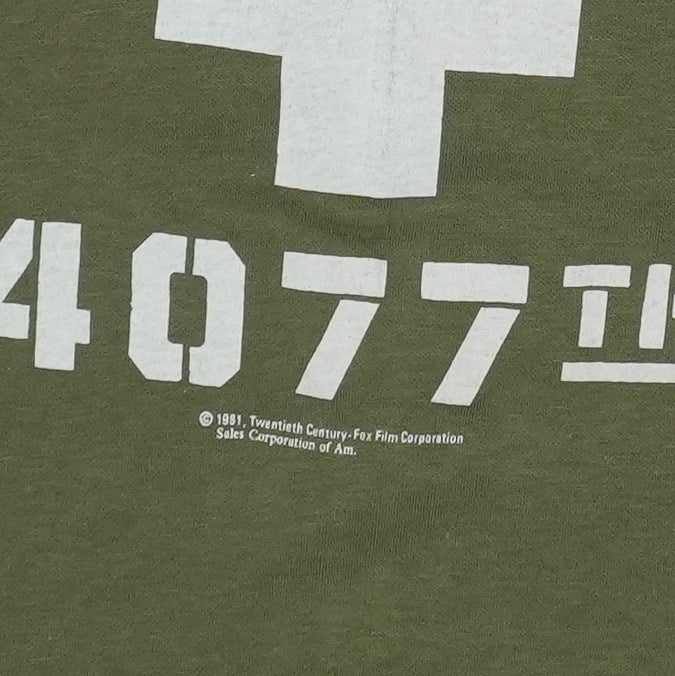 4077TH
© 1981, Twentieth Century-Fox Film Corporation
Sales Corporation of Am.